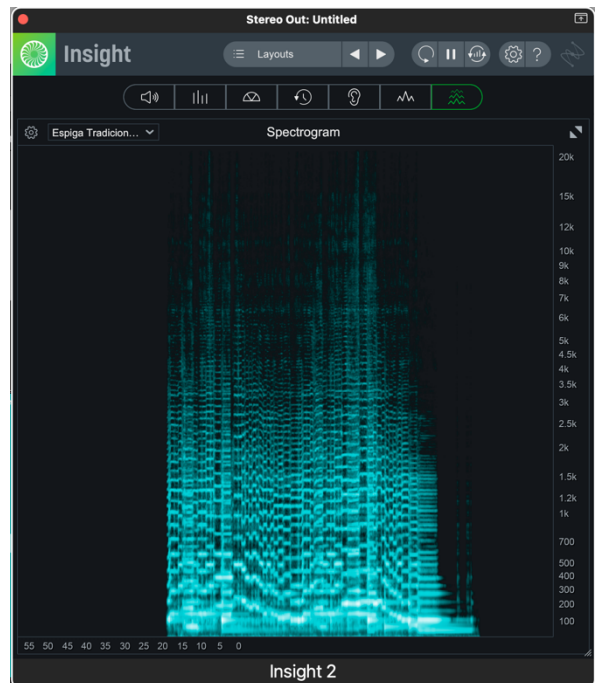 Stereo Out: Untitled
Insight
Layouts
?
Espiga Tradicion...
Spectrogram
20k
15k
12k
10k
9k
8k
7k
6k
5k
4.5k
4k
3.5k
3k
2.5k
2k
1.5k
1.2k
1k
700
500
400
300
200
100
55 50 45 40 35 30 25 20 15 10 5 0
Insight 2